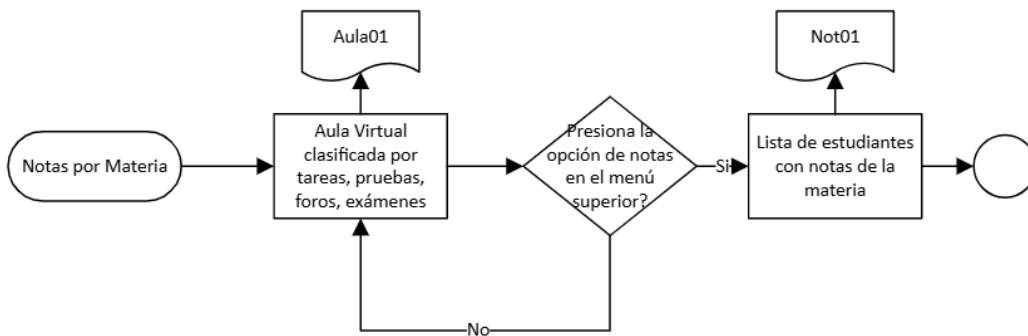 Aula01
Not01
Notas por Materia
Aula Virtual
clasificada por
tareas, pruebas,
foros, exámenes
Presiona la
opción de notas
en el menú
superior?
Si
Lista de estudiantes
con notas de la
materia
No